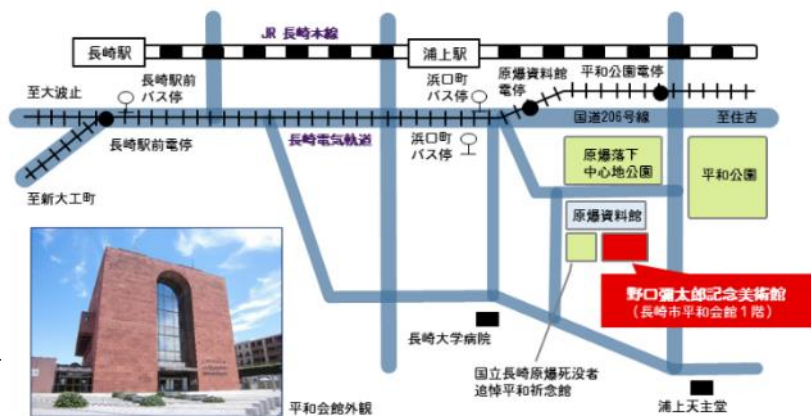 JR 長崎本線
長崎駅
浦上駅
至大波止
長崎駅前
バス停
浜口町
バス停
原爆資料館
電停
平和公園電停
長崎駅前電停
長崎電気軌道
浜口町
バス停
国道206号線
至住吉
至新大工町
原爆落下
中心地公園
平和公園
原爆資料館
野口彌太郎記念美術館
(長崎市平和会館1階)
長崎大学病院
国立長崎原爆死没者
追悼平和祈念館
浦上天主堂
平和会館外観